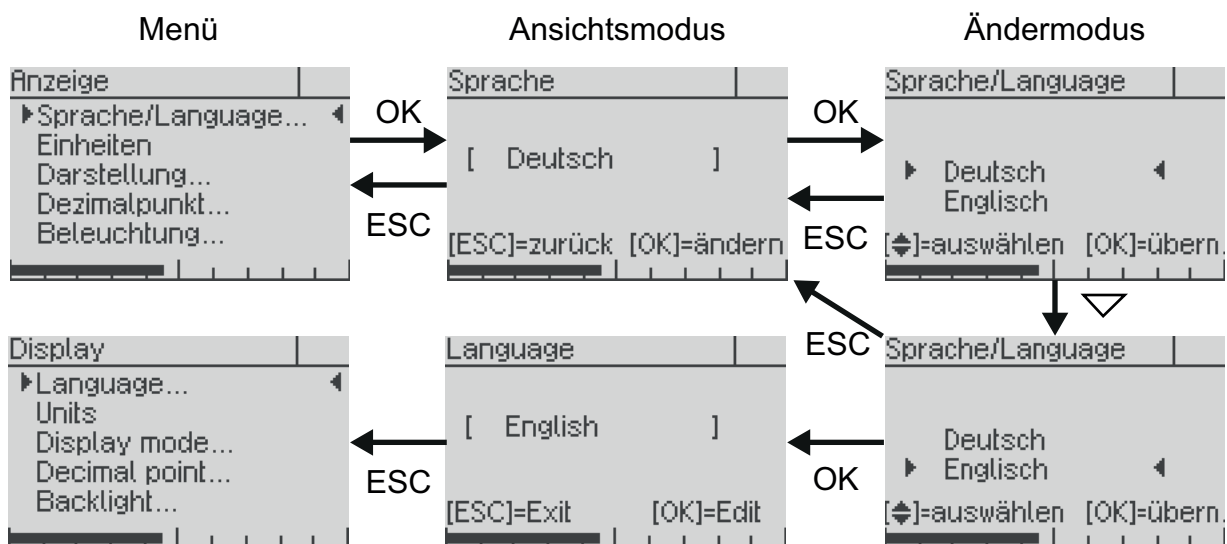 Menü
Ansichtsmodus
Ändermodus
Anzeige
Sprache/Language...
Einheiten
Darstellung...
Dezimalpunkt...
Beleuchtung...
OK
ESC
Sprache
[ Deutsch ]
[ESC]=zurück [OK]=ändern
OK
ESC
Sprache/Language
Deutsch
Englisch
[]=auswählen [OK]=übern.
ESC
Display
Language...
Units
Display mode...
Decimal point...
Backlight...
ESC
Language
[ English ]
[ESC]=Exit [OK]=Edit
OK
Sprache/Language
Deutsch
Englisch
[]=auswählen [OK]=übern.